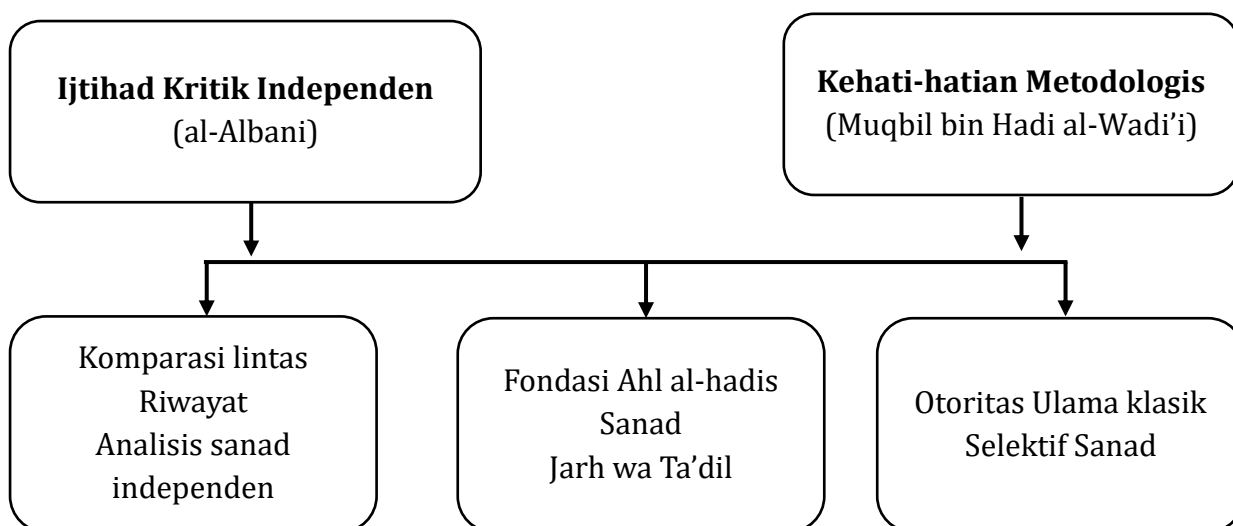 Ijtihad Kritik Independen
(al-Albani)
Kehati-hatian Metodologis
(Muqbil bin Hadi al-Wadi’i)
Komparasi lintas
Riwayat
Analisis sanad
independen
Fondasi Ahl al-hadis
Sanad
Jarh wa Ta’dil
Otoritas Ulama klasik
Selektif Sanad